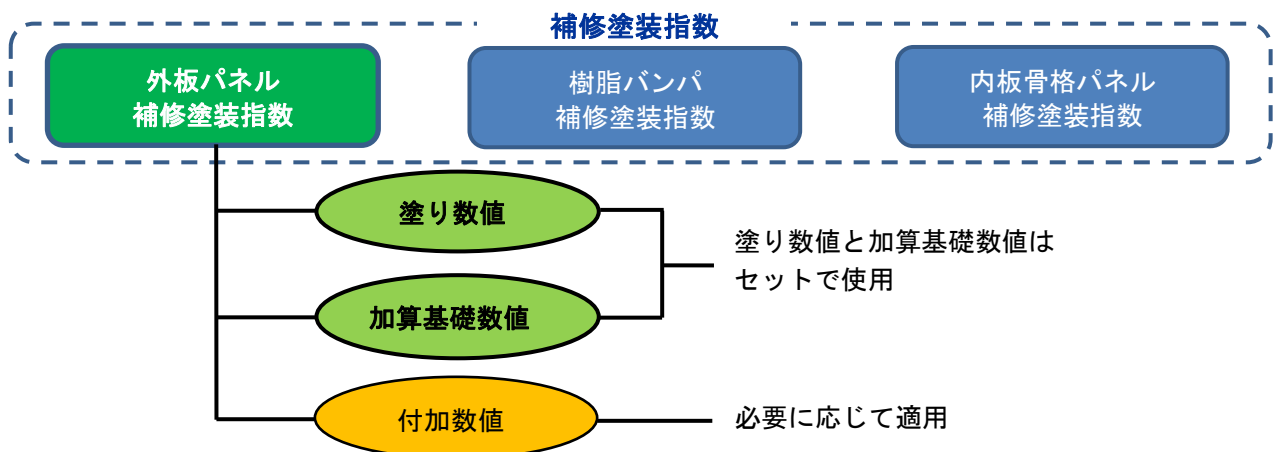 補修塗装指数
外板パネル
補修塗装指数
樹脂バンパ
補修塗装指数
内板骨格パネル
補修塗装指数
塗り数値
加算基礎数値
塗り数値と加算基礎数値は
セットで使用
付加数値
必要に応じて適用